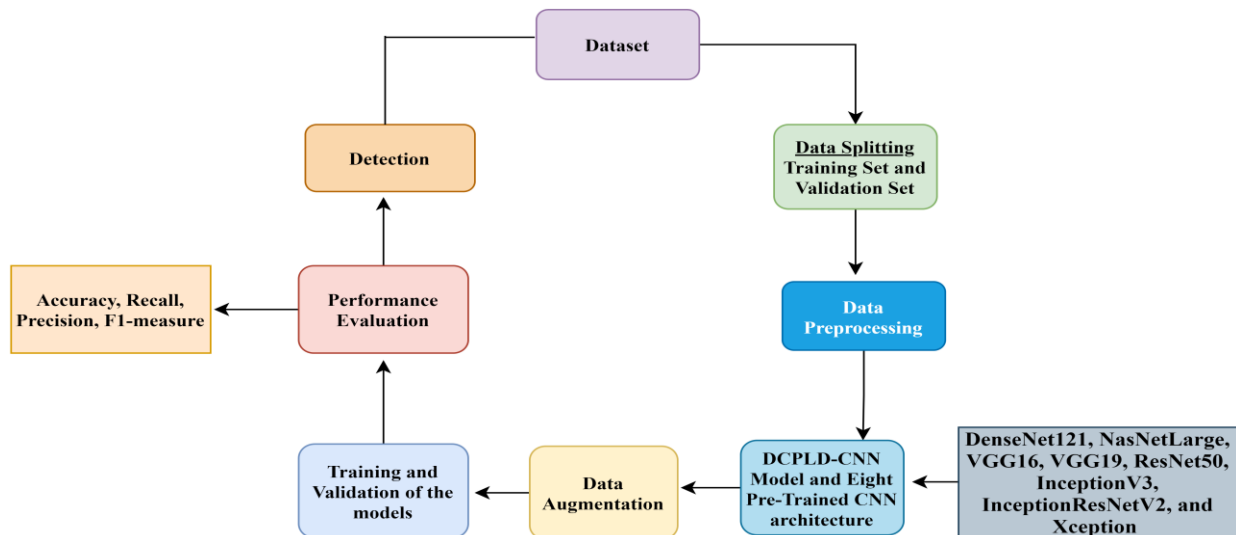 Dataset
Detection
Data Splitting
Training Set and
Validation Set
Accuracy, Recall,
Precision, F1-measure
Performance
Evaluation
Data
Preprocessing
Training and
Validation of the
models
Data
Augmentation
DCPLD-CNN
Model and Eight
Pre-Trained CNN
architecture
DenseNet121, NasNetLarge,
VGG16, VGG19, ResNet50,
InceptionV3,
InceptionResNetV2, and
Xception